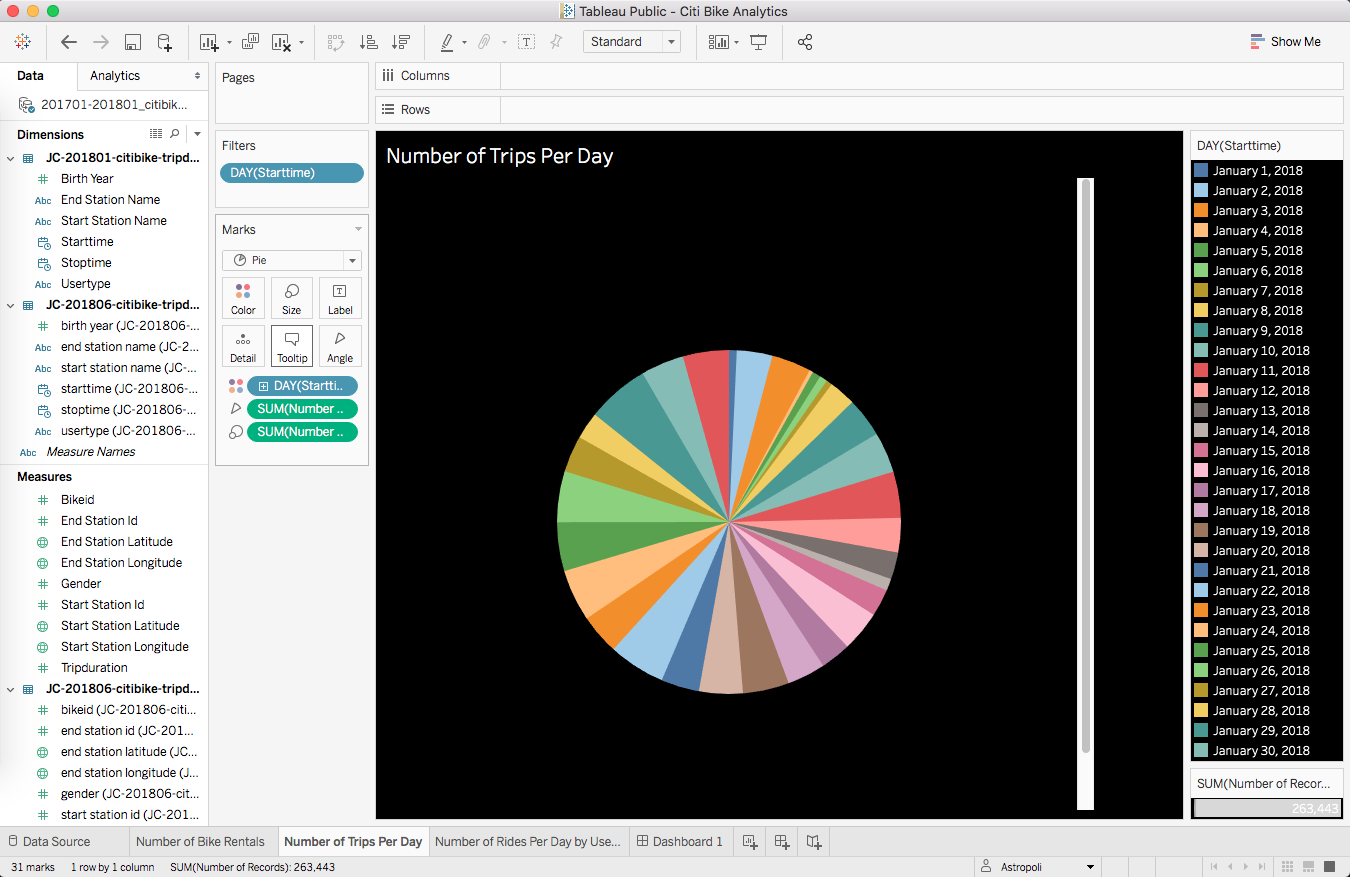 Tableau Public - Citi Bike Analytics
Standard
Show Me
Data
Analytics
Pages
Columns
201701-201801_citibik...
Rows
Dimensions
Filters
Number of Trips Per Day
DAY(Starttime)
JC-201801-citibike-tripd...
DAY(Starttime)
Birth Year
Abc End Station Name
Abc Start Station Name
Starttime
Stoptime
Abc Usertype
JC-201806-citibike-tripd...
birth year (JC-201806-...
Abc end station name (JC-2...
Abc start station name (JC-...
starttime (JC-201806-...
stoptime (JC-201806-...
Abc usertype (JC-201806-...
Abc Measure Names
Measures
Bikeid
End Station Id
End Station Latitude
End Station Longitude
Gender
Start Station Id
Start Station Latitude
Start Station Longitude
Tripduration
JC-201806-citibike-tripd...
bikeid (JC-201806-citi...
end station id (JC-201...
end station latitude (JC...
end station longitude (J...
gender (JC-201806-cit...
start station id (JC-201...
Marks
Pie
Color
Size
Label
Detail
Tooltip
Angle
DAY(Startti..
SUM(Number ..
SUM(Number ..
January 1, 2018
January 2, 2018
January 3, 2018
January 4, 2018
January 5, 2018
January 6, 2018
January 7, 2018
January 8, 2018
January 9, 2018
January 10, 2018
January 11, 2018
January 12, 2018
January 13, 2018
January 14, 2018
January 15, 2018
January 16, 2018
January 17, 2018
January 18, 2018
January 19, 2018
January 20, 2018
January 21, 2018
January 22, 2018
January 23, 2018
January 24, 2018
January 25, 2018
January 26, 2018
January 27, 2018
January 28, 2018
January 29, 2018
January 30, 2018
SUM(Number of Recor...
263,443
Data Source
Number of Bike Rentals
Number of Trips Per Day
Number of Rides Per Day by Use...
Dashboard 1
31 marks
1 row by 1 column
SUM(Number of Records): 263,443
Astropoli